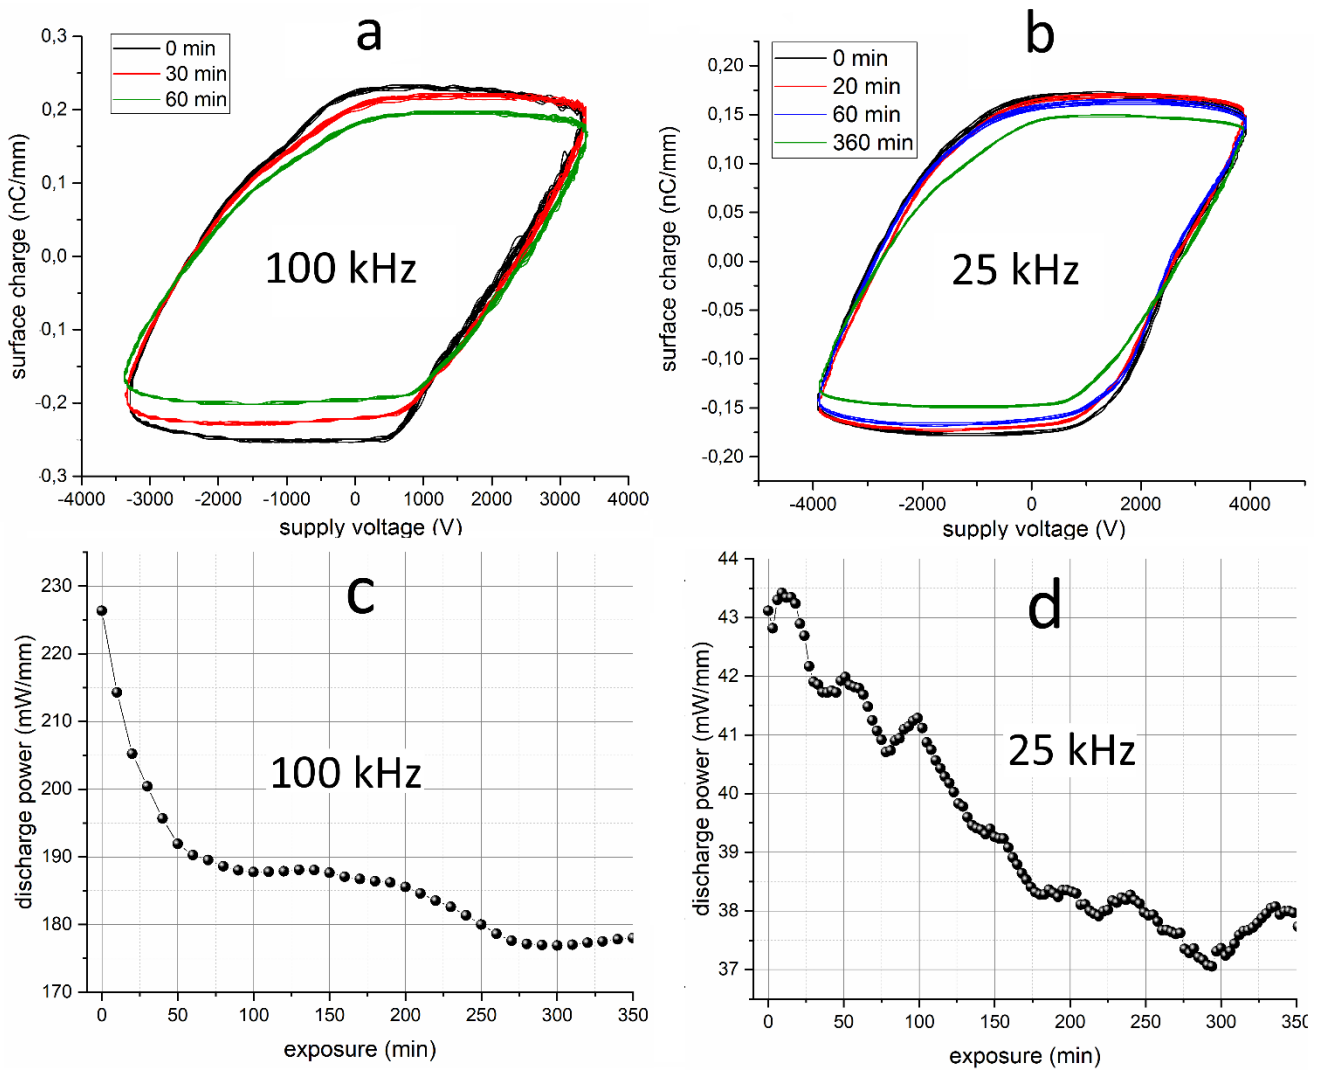 a
0 min
30 min
60 min
100 kHz
surface charge (nC/mm)
0,3
0,2
0,1
0,0
0,1
-0,2
0,3
-4000 -3000 -2000 -1000 0 1000 2000 3000 4000
supply voltage (V)
b
0 min
20 min
60 min
360 min
25 kHz
surface charge (nC/mm)
0,20
0,15
0,10
0,05
0,00
-0,05
-0,10
-0,15
-0,20
-4000 -2000 0 2000 4000
supply voltage (V)
c
100 kHz
discharge power (mW/mm)
230
220
210
200
190
180
170
0 50 100 150 200 250 300 350
exposure (min)
d
25 kHz
discharge power (mW/mm)
44
43
42
41
40
39
38
37
0 50 100 150 200 250 300 35
exposure (min)